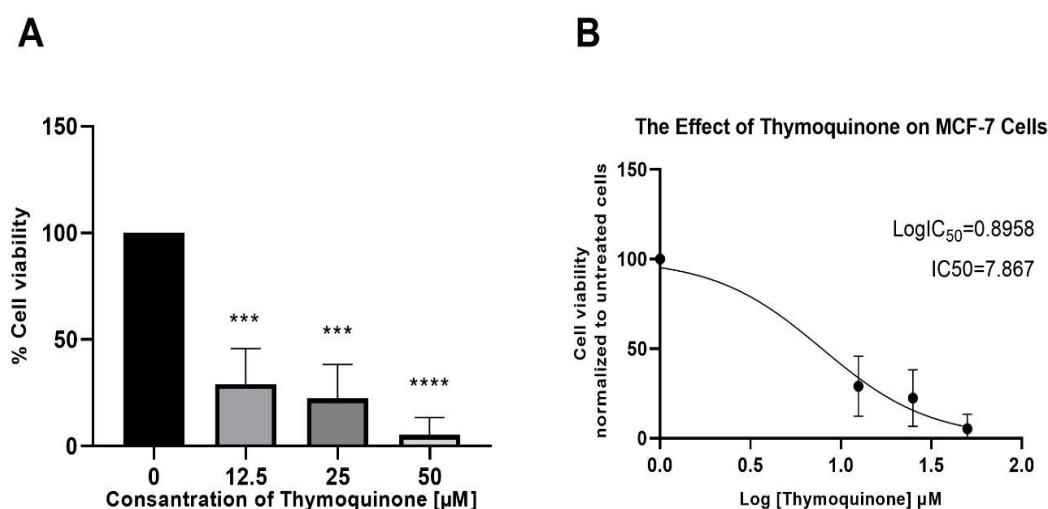 A
150
100
50
0
% Cell viability
***
***
****
0 12.5 25 50
Consantration of Thymoquinone [µM]
B
The Effect of Thymoquinone on MCF-7 Cells
150
100
50
0
Cell viability
normalized to untreated cells
LogIC₅₀=0.8958
IC50=7.867
0.0 0.5 1.0 1.5 2.0
Log [Thymoquinone] µM